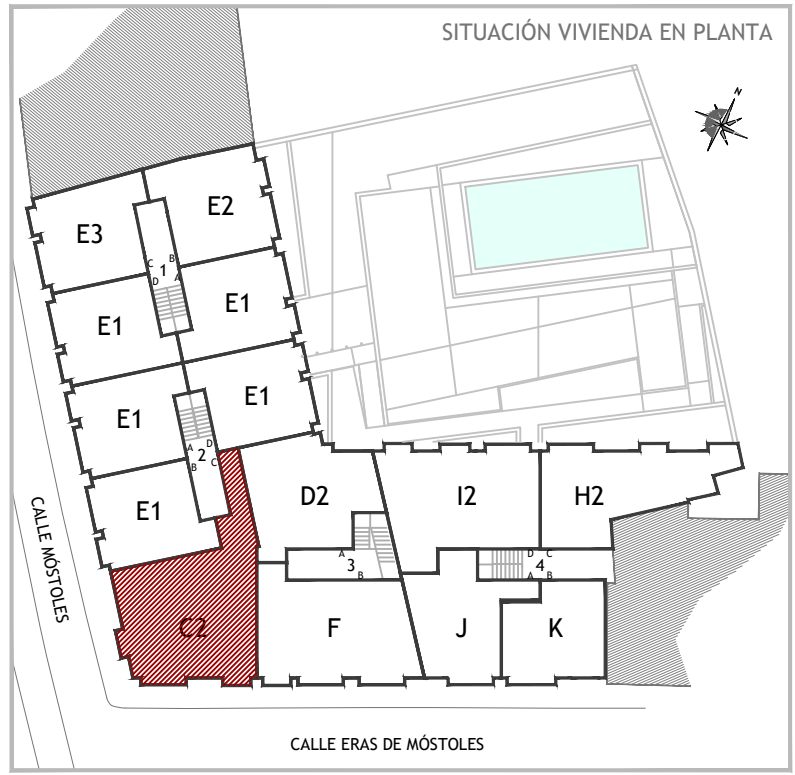 SITUACIÓN VIVIENDA EN PLANTA
N
E3
E2
C B
1
D A
E1
E1
E1
E1
A D
2
B C
E1
D2
I2
H2
A
3
B
D C
4
A B
C2
F
J
K
CALLE MÓSTOLES
CALLE ERAS DE MÓSTOLES